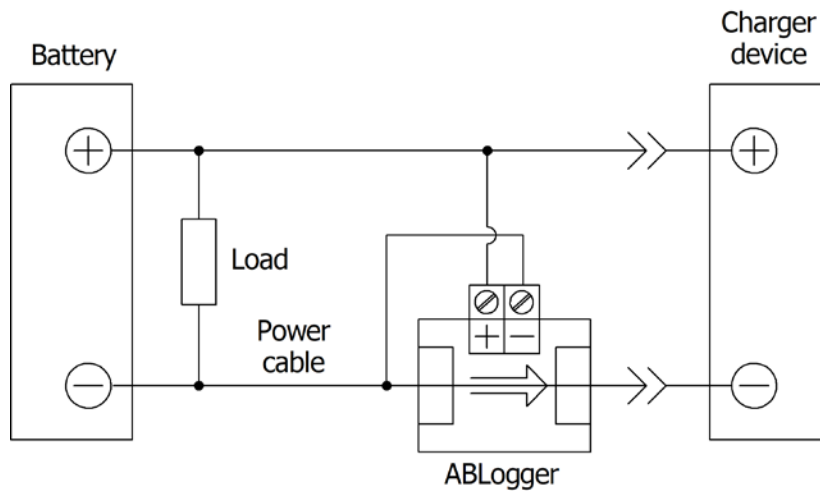 Battery
Charger
device
+
+
Load
+ −
Power
cable
−
−
ABLogger